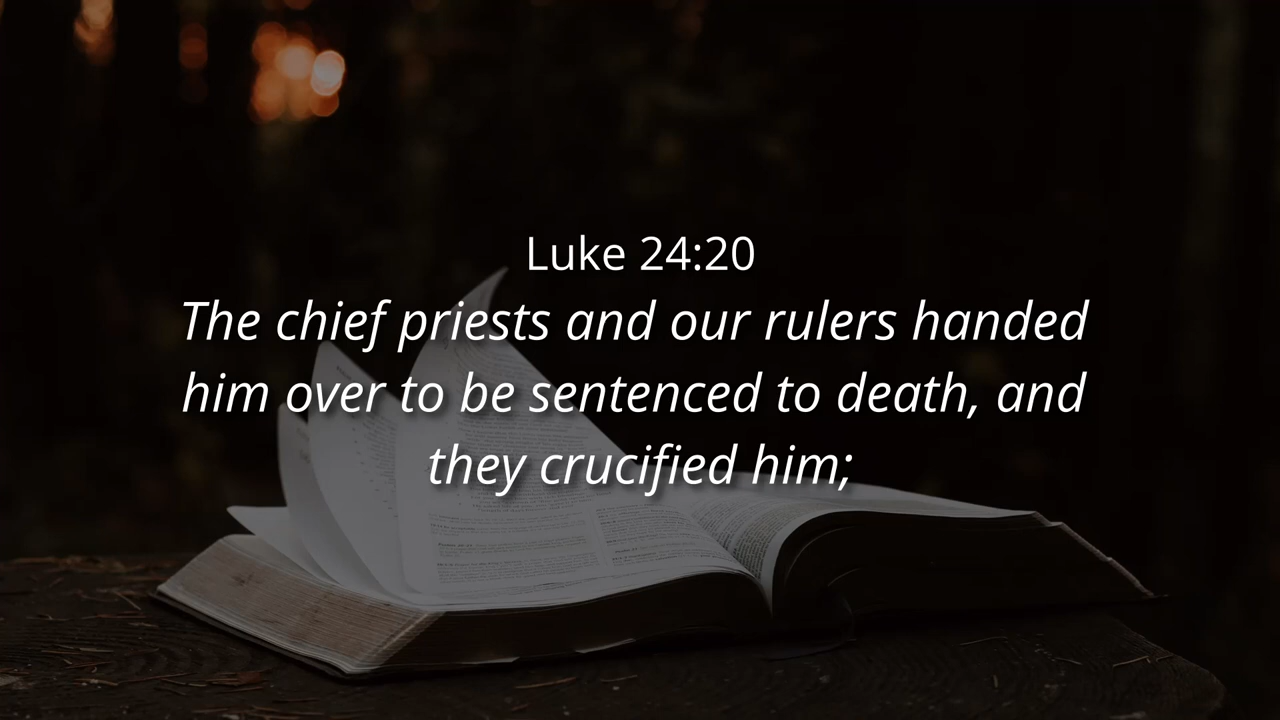 Luke 24:20
The chief priests and our rulers handed
him over to be sentenced to death, and
they crucified him;